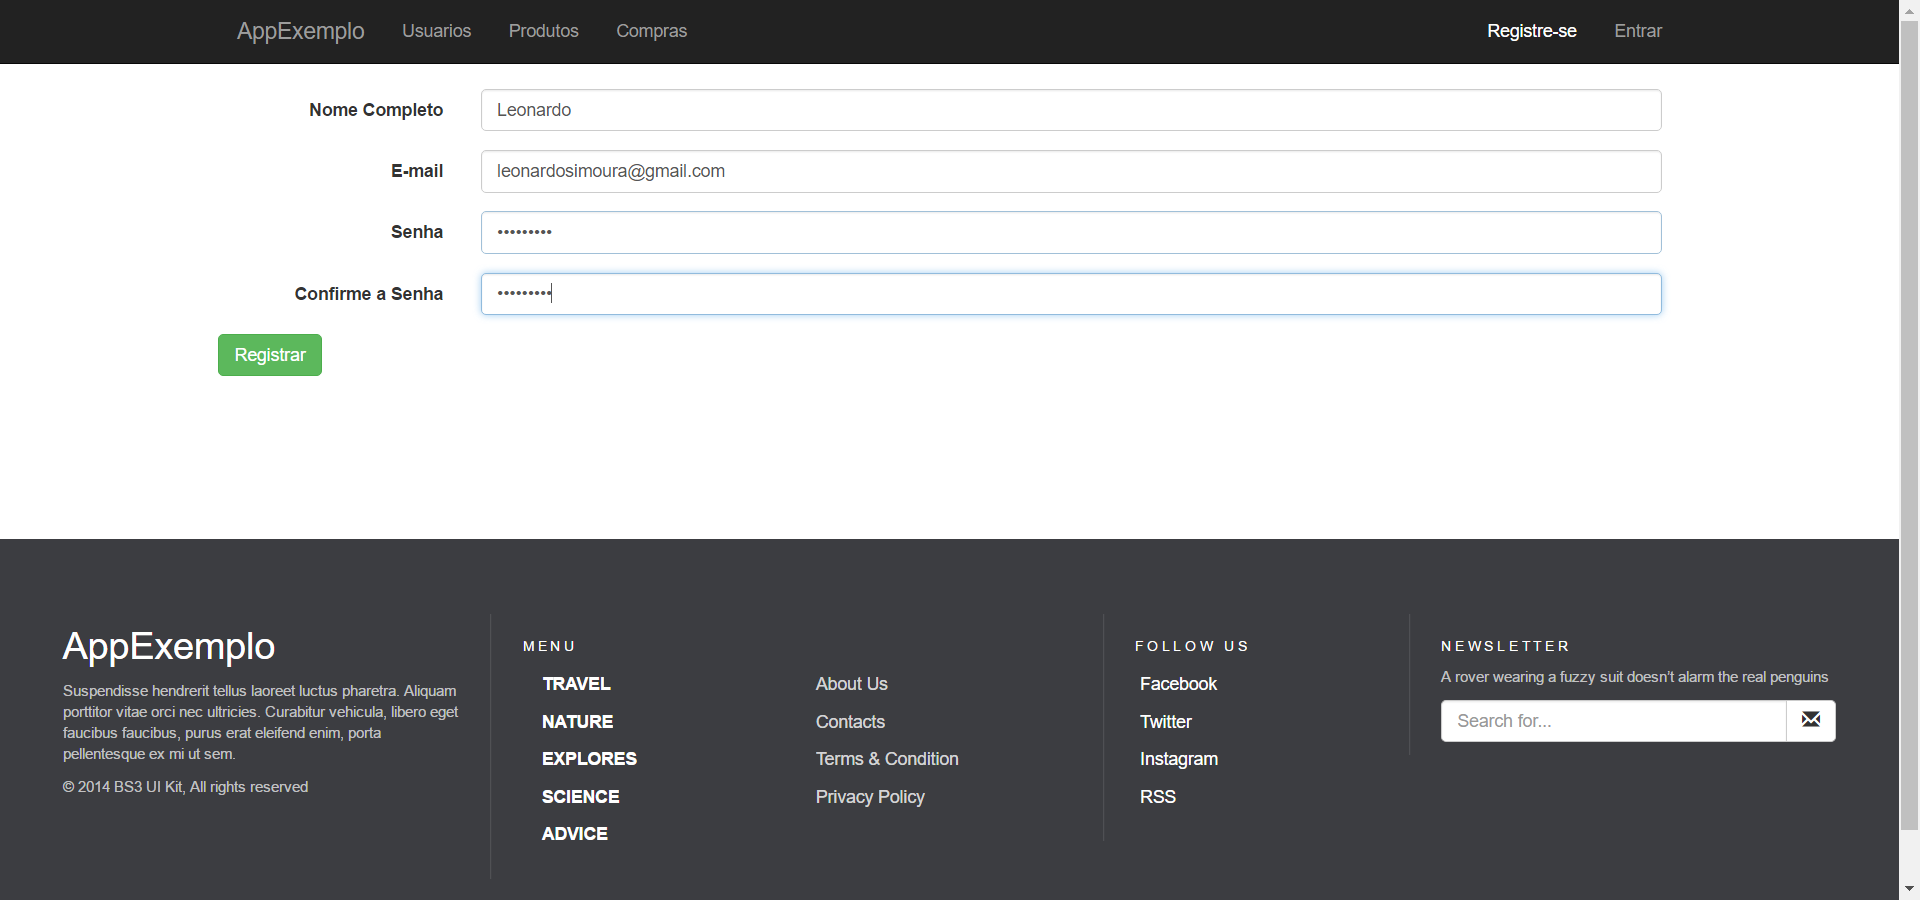 AppExemplo Usuarios Produtos Compras Registre-se Entrar
Nome Completo Leonardo
E-mail leonardosimoura@gmail.com
Senha •••••••••
Confirme a Senha •••••••••
Registrar
AppExemplo
Suspendisse hendrerit tellus laoreet luctus pharetra. Aliquam
porttitor vitae orci nec ultricies. Curabitur vehicula, libero eget
faucibus faucibus, purus erat eleifend enim, porta
pellentesque ex mi ut sem.
© 2014 BS3 UI Kit, All rights reserved
MENU
TRAVEL
NATURE
EXPLORES
SCIENCE
ADVICE
About Us
Contacts
Terms & Condition
Privacy Policy
FOLLOW US
Facebook
Twitter
Instagram
RSS
NEWSLETTER
A rover wearing a fuzzy suit doesn’t alarm the real penguins
Search for...